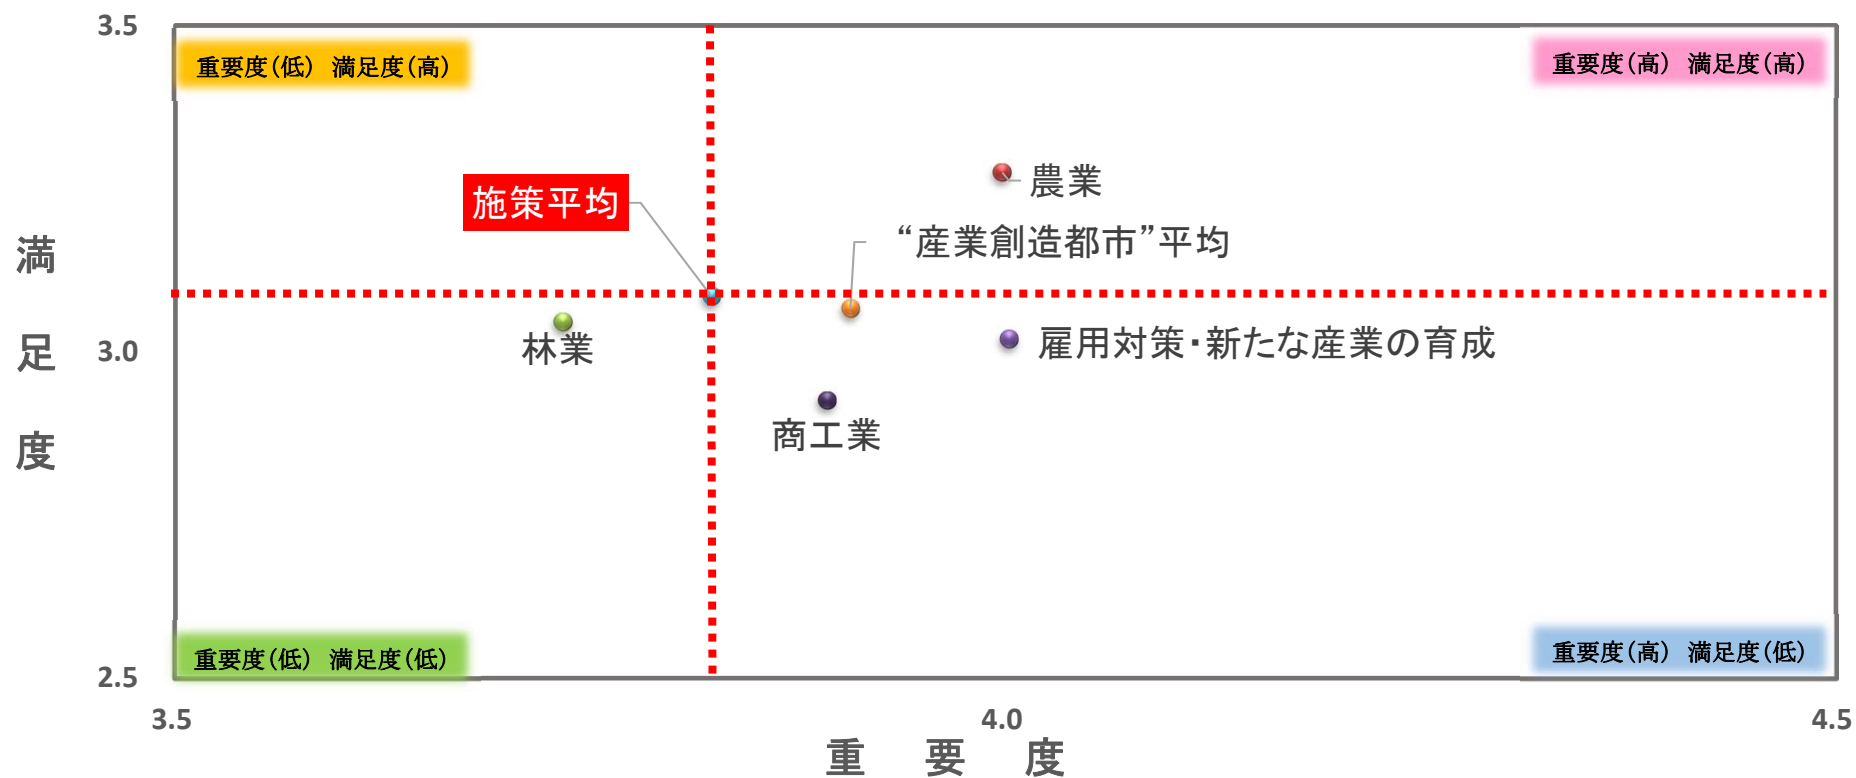 3.5
重要度(低) 満足度(高)
重要度(高) 満足度(高)
農業
施策平均
“産業創造都市”平均
満足度
3.0
林業
雇用対策・新たな産業の育成
商工業
重要度(低) 満足度(低)
重要度(高) 満足度(低)
2.5
3.5
4.0
4.5
重要度